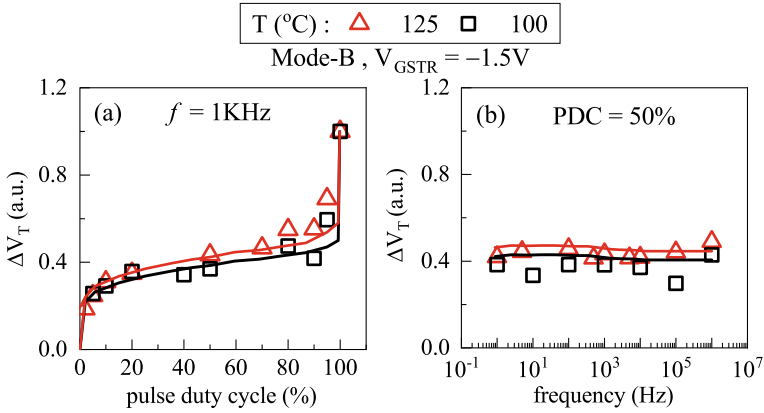 T (°C) : △ 125 □ 100
Mode-B , V_GSTR = −1.5V
(a) f = 1KHz
1.2
0.8
0.4
0.0
ΔV_T (a.u.)
0 20 40 60 80 100
pulse duty cycle (%)
(b) PDC = 50%
1.2
0.8
0.4
0.0
ΔV_T (a.u.)
10^-1 10^1 10^3 10^5 10^7
frequency (Hz)